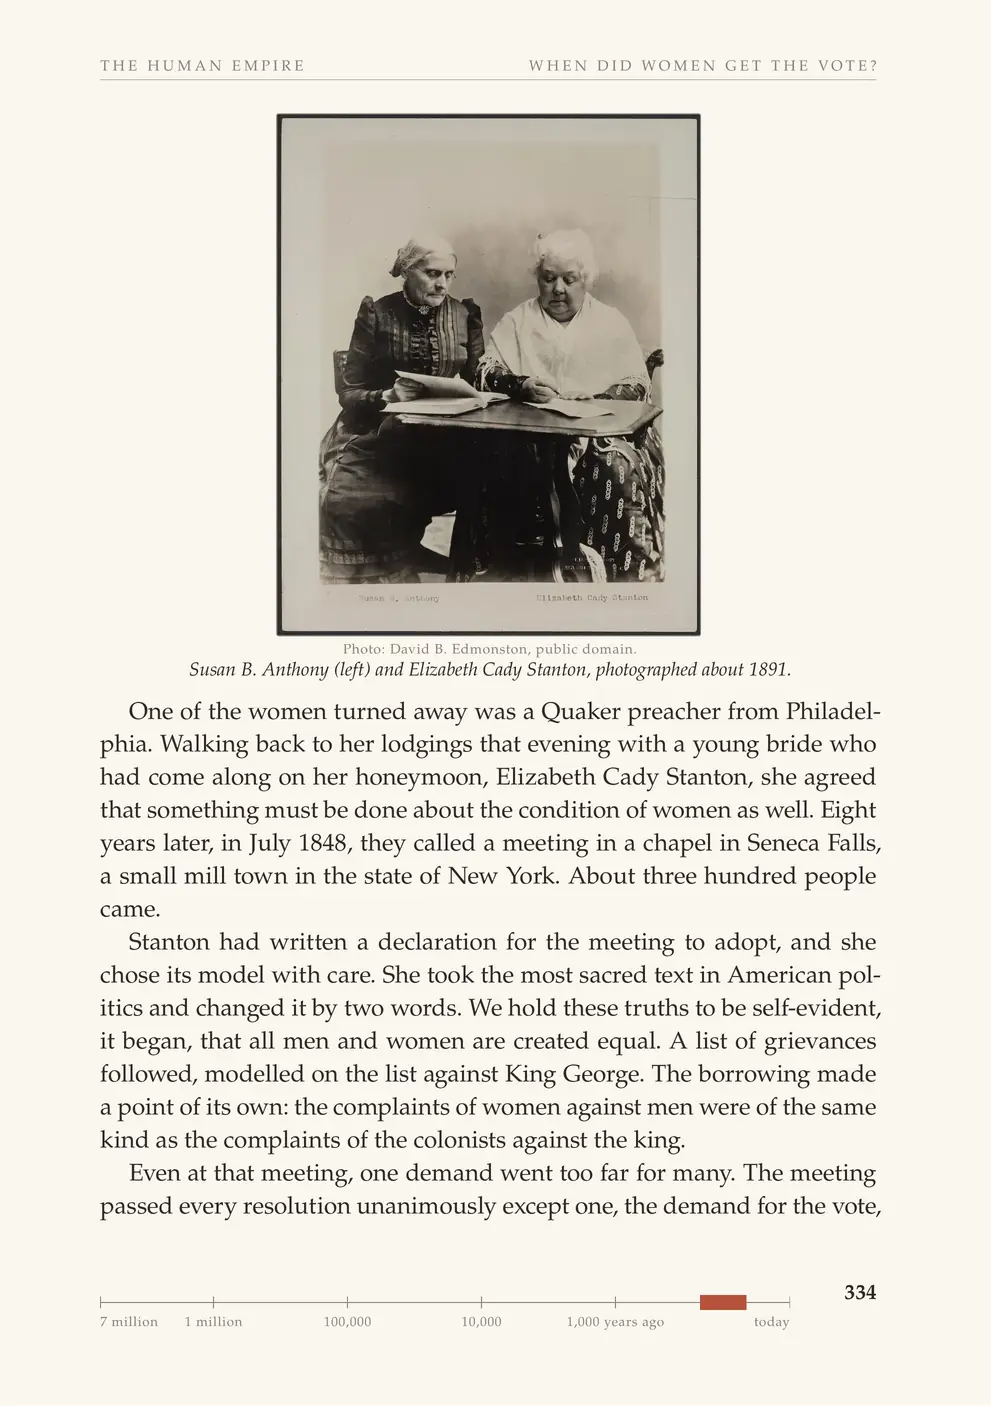 THE HUMAN EMPIRE
WHEN DID WOMEN GET THE VOTE?
Susan B. Anthony
Elizabeth Cady Stanton
Photo: David B. Edmonston, public domain.
Susan B. Anthony (left) and Elizabeth Cady Stanton, photographed about 1891.
One of the women turned away was a Quaker preacher from Philadel-
phia. Walking back to her lodgings that evening with a young bride who
had come along on her honeymoon, Elizabeth Cady Stanton, she agreed
that something must be done about the condition of women as well. Eight
years later, in July 1848, they called a meeting in a chapel in Seneca Falls,
a small mill town in the state of New York. About three hundred people
came.
Stanton had written a declaration for the meeting to adopt, and she
chose its model with care. She took the most sacred text in American pol-
itics and changed it by two words. We hold these truths to be self-evident,
it began, that all men and women are created equal. A list of grievances
followed, modelled on the list against King George. The borrowing made
a point of its own: the complaints of women against men were of the same
kind as the complaints of the colonists against the king.
Even at that meeting, one demand went too far for many. The meeting
passed every resolution unanimously except one, the demand for the vote,
334
7 million
1 million
100,000
10,000
1,000 years ago
today